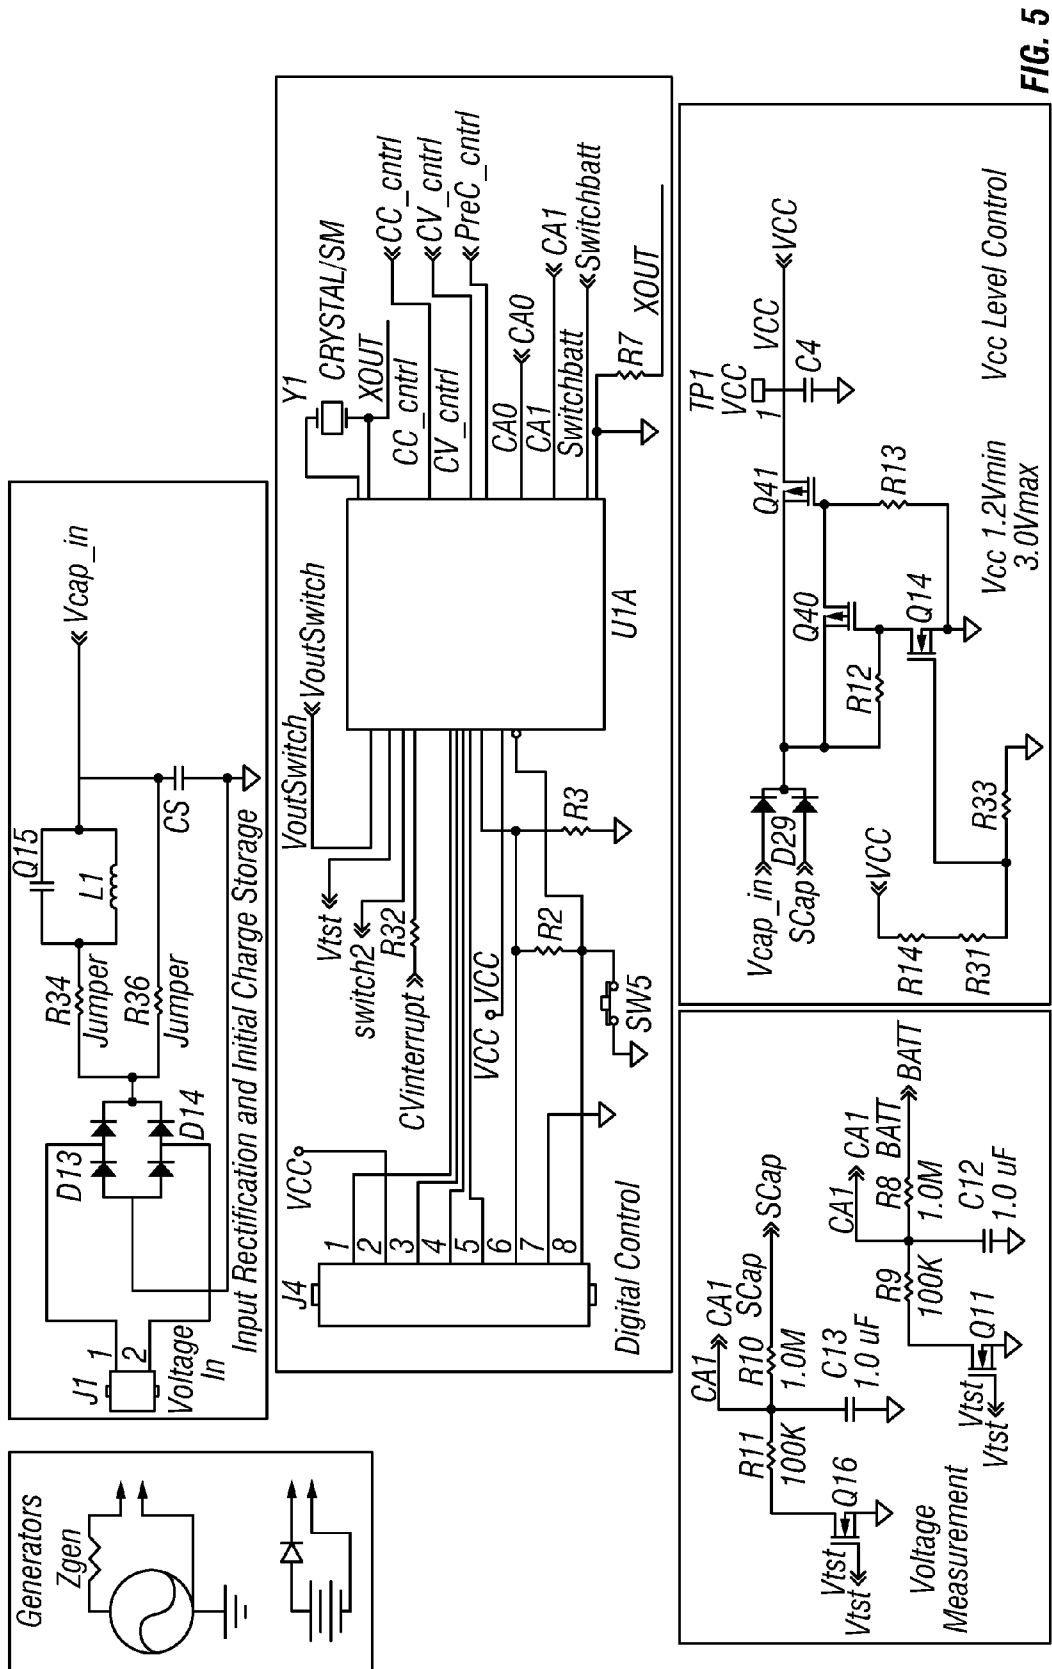 Generators
Zgen
J1
1
2
Voltage
In
D13
D14
R34
Jumper
R36
Jumper
Q15
L1
CS
Vcap_in
Input Rectification and Initial Charge Storage
J4
1
2
3
4
5
6
7
8
VCC
Digital Control
Vtst
switch2
R32
CVinterrupt
VCC
VCC
R2
SW5
R3
VoutSwitch
VoutSwitch
U1A
Y1
CRYSTAL/SM
XOUT
CC_cntrl
CC_cntrl
CV_cntrl
CV_cntrl
PreC_cntrl
CA0
CA0
CA1
CA1
Switchbatt
Switchbatt
R7
XOUT
Vtst
Vtst
Q16
R11
100K
CA1
CA1
R10
1.0M
SCap
SCap
C13
1.0 uF
Vtst
Vtst
Q11
R9
100K
CA1
CA1
R8
1.0M
BATT
BATT
C12
1.0 uF
Voltage
Measurement
Vcap_in
D29
SCap
VCC
R14
R31
R33
R12
Q40
Q14
R13
Q41
TP1
VCC
1
VCC
VCC
C4
Vcc 1.2Vmin
3.0Vmax
Vcc Level Control
FIG. 5